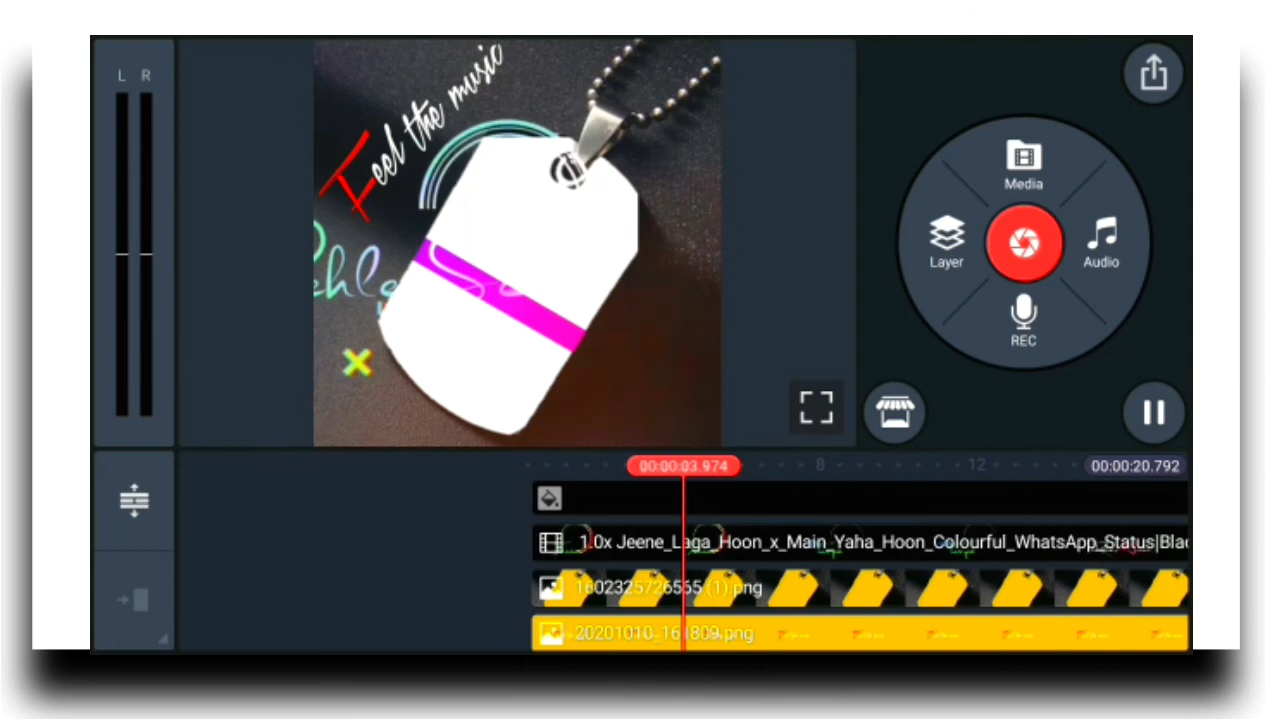 L R
Feel the music
Media
Layer
Audio
REC
00:00:03.974
8
12
00:00:20.792
1.0x Jeene_Laga_Hoon_x_Main_Yaha_Hoon_Colourful_WhatsApp_Status|Bla
1602325726565 (1).png
20201010_161809.png